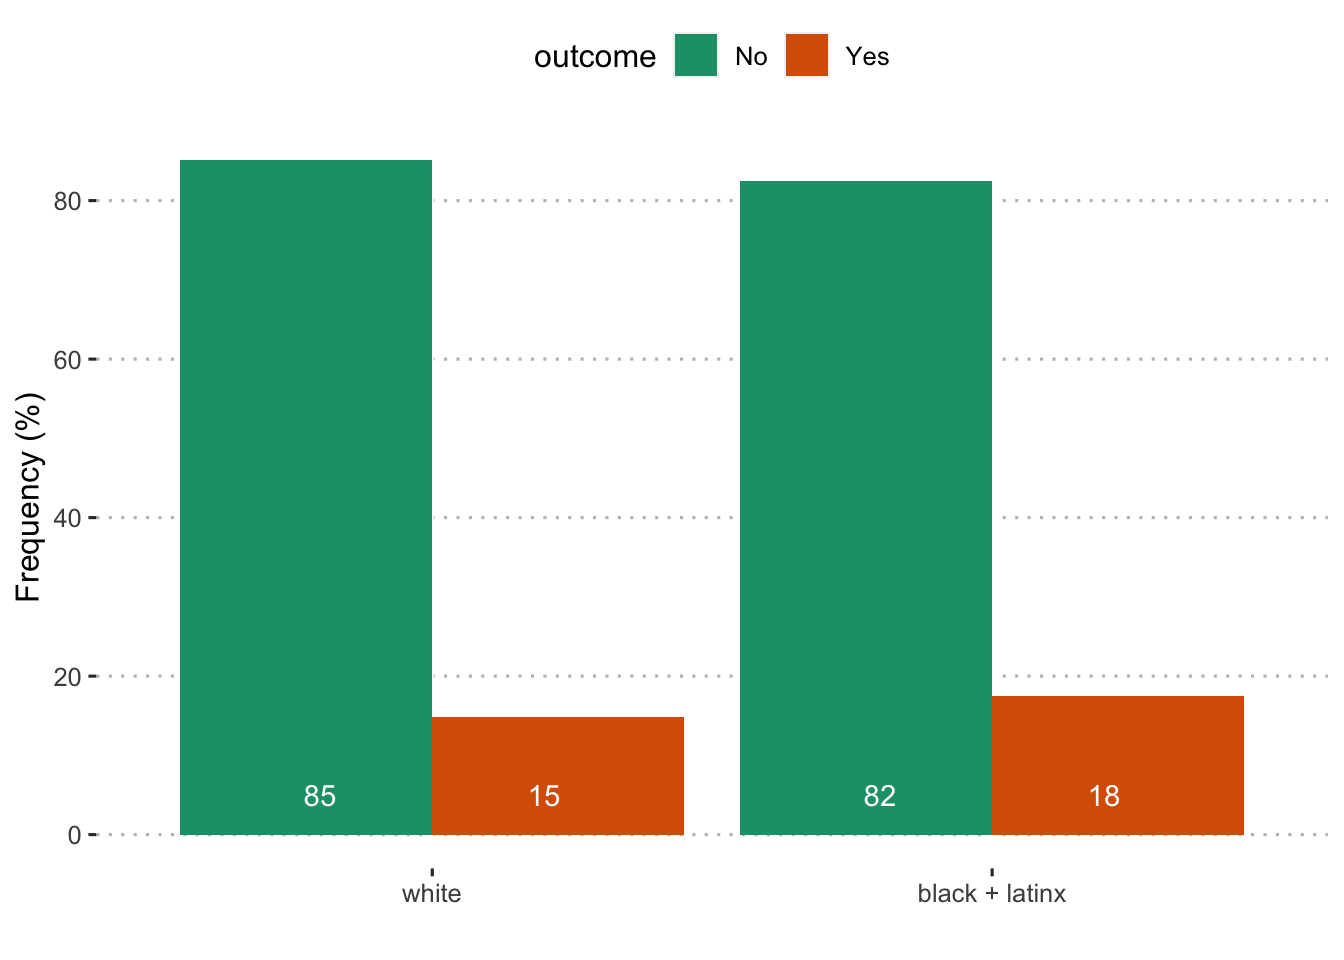 outcome No Yes
80
60
40
20
0
Frequency (%)
85 15 82 18
white black + latinx